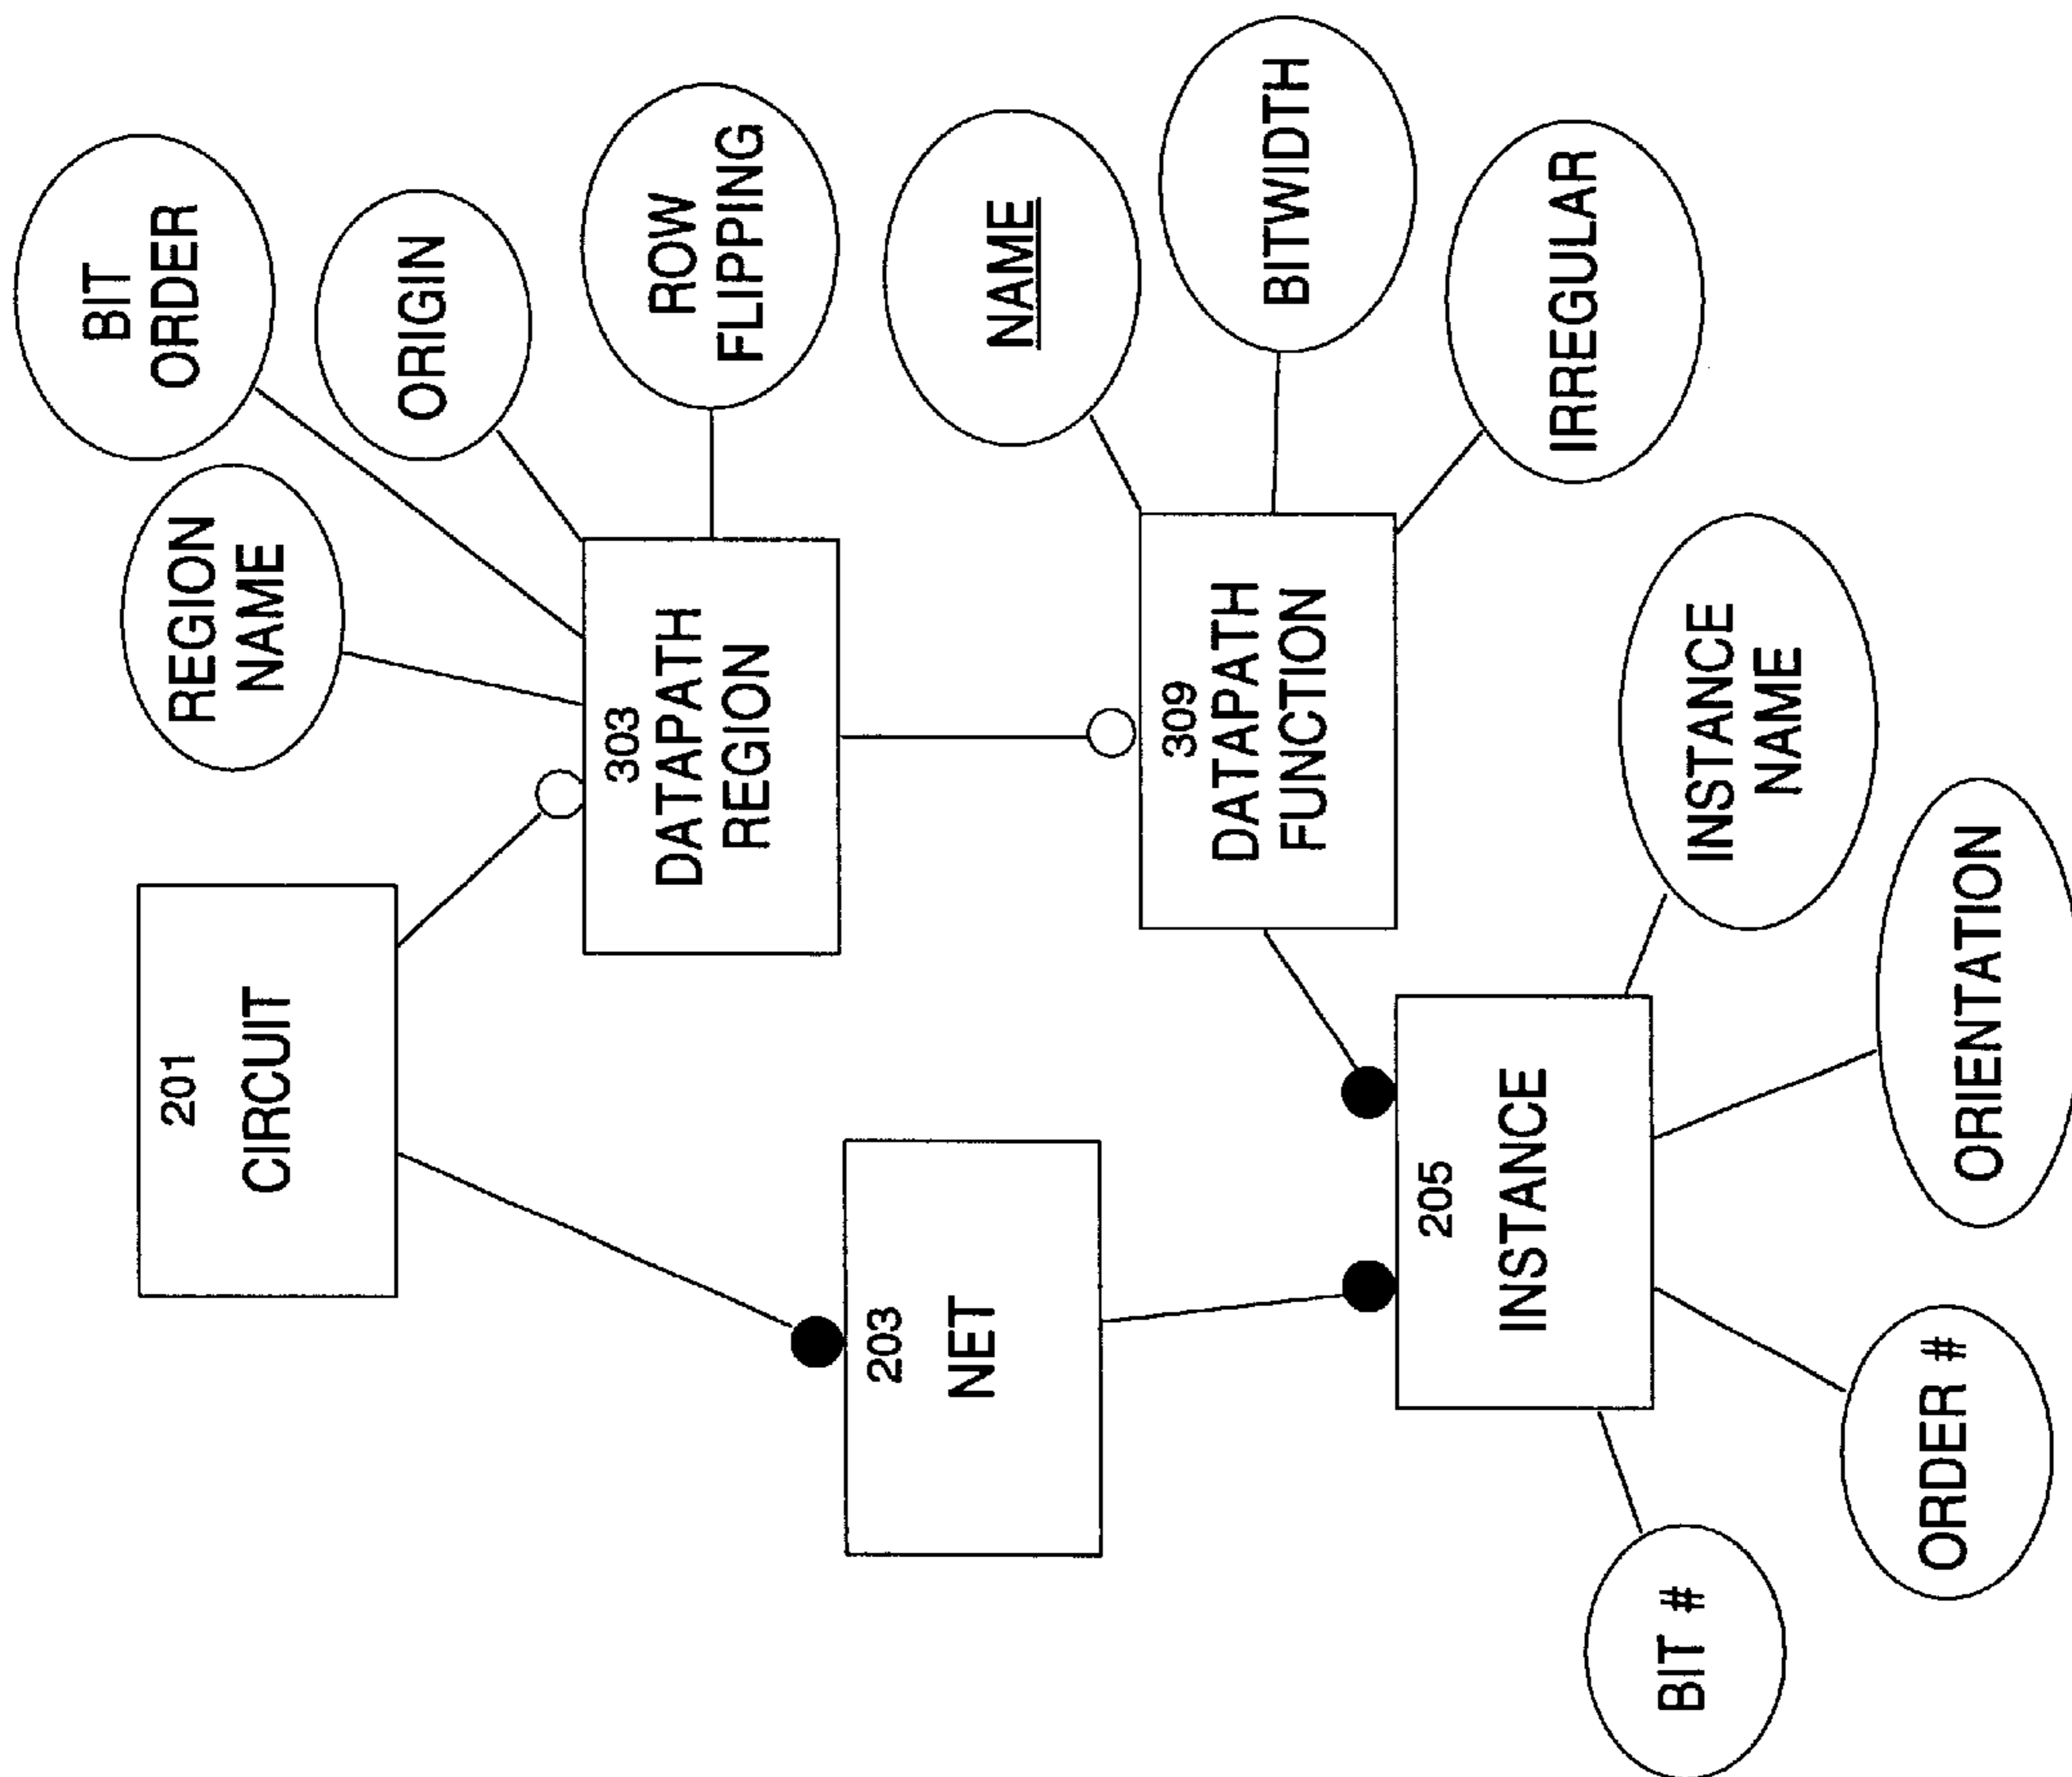 201
CIRCUIT
203
NET
205
INSTANCE
303
DATAPATH
REGION
309
DATAPATH
FUNCTION
REGION
NAME
BIT
ORDER
ORIGIN
ROW
FLIPPING
NAME
BITWIDTH
IRREGULAR
INSTANCE
NAME
ORIENTATION
ORDER #
BIT #